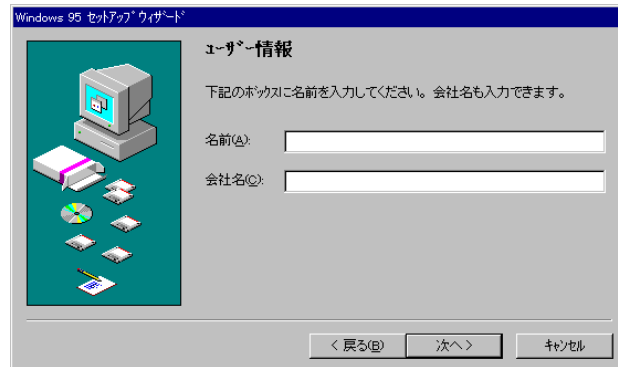 Windows 95 ｾｯﾄｱｯﾌﾟ ｳｨｻﾞｰﾄﾞ
ﾕｰｻﾞｰ情報
下記のﾎﾞｯｸｽに名前を入力してください。会社名も入力できます。
名前(A):
会社名(C):
< 戻る(B)
次へ >
ｷｬﾝｾﾙ